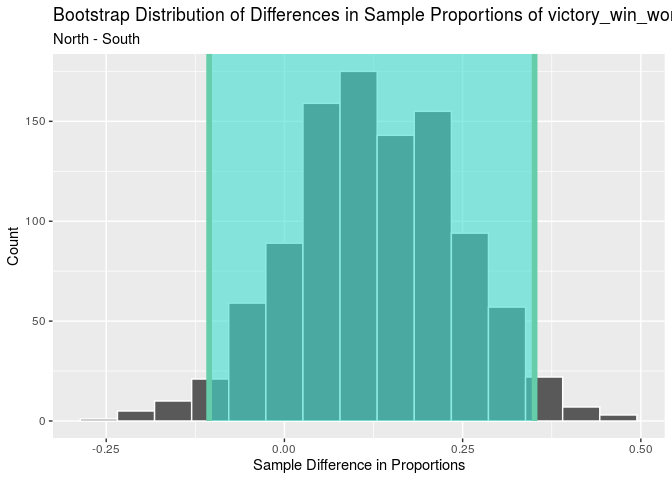 Bootstrap Distribution of Differences in Sample Proportions of
North - South
150
100
50
0
Count
-0.25 0.00 0.25 0.50
Sample Difference in Proportions